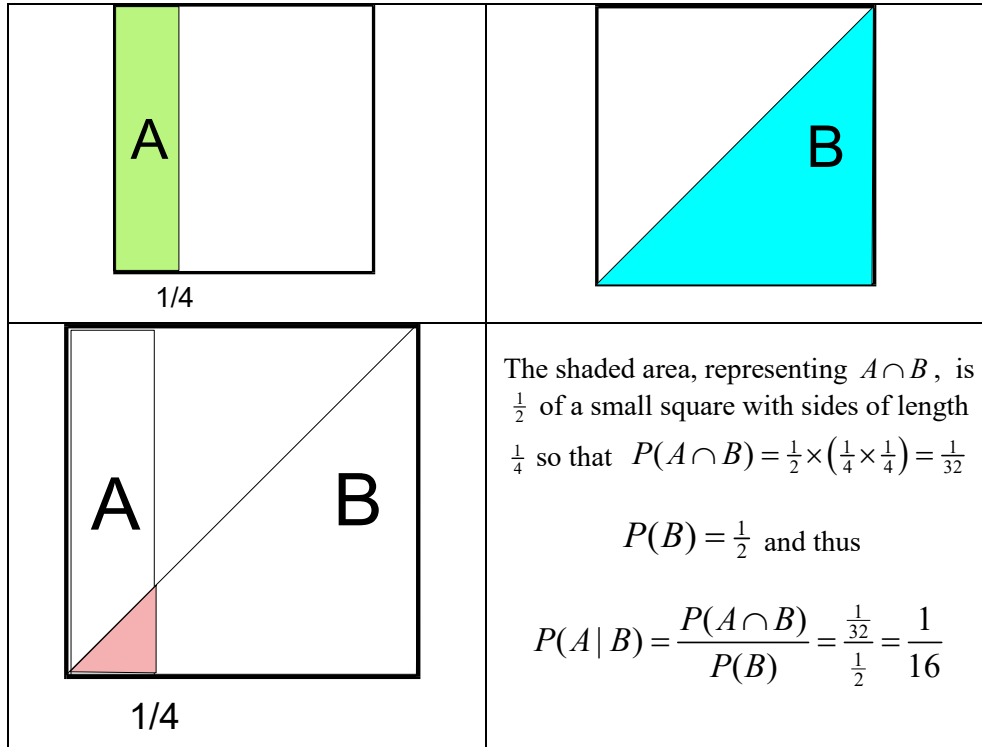 A
1/4
B
A
B
1/4
The shaded area, representing A ∩ B , is
1/2 of a small square with sides of length
1/4 so that P(A ∩ B) = 1/2 × (1/4 × 1/4) = 1/32
P(B) = 1/2 and thus
P(A | B) = P(A ∩ B) / P(B) = (1/32) / (1/2) = 1/16